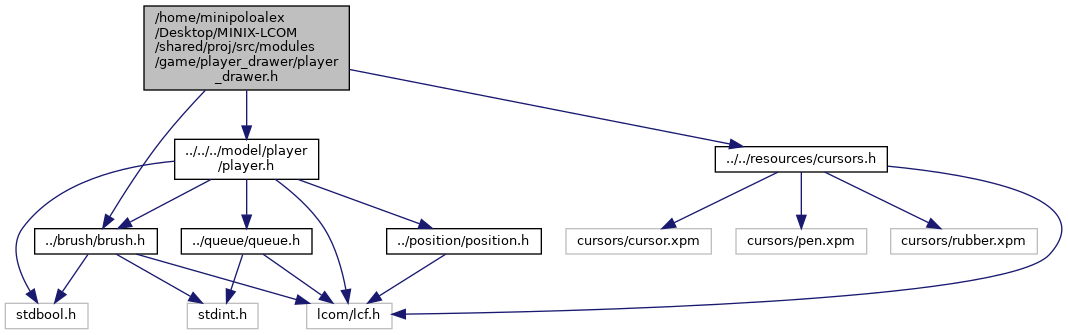 /home/minipoloalex
/Desktop/MINIX-LCOM
/shared/proj/src/modules
/game/player_drawer/player
_drawer.h
../../../model/player
/player.h
../../resources/cursors.h
../brush/brush.h
../queue/queue.h
../position/position.h
cursors/cursor.xpm
cursors/pen.xpm
cursors/rubber.xpm
stdbool.h
stdint.h
lcom/lcf.h